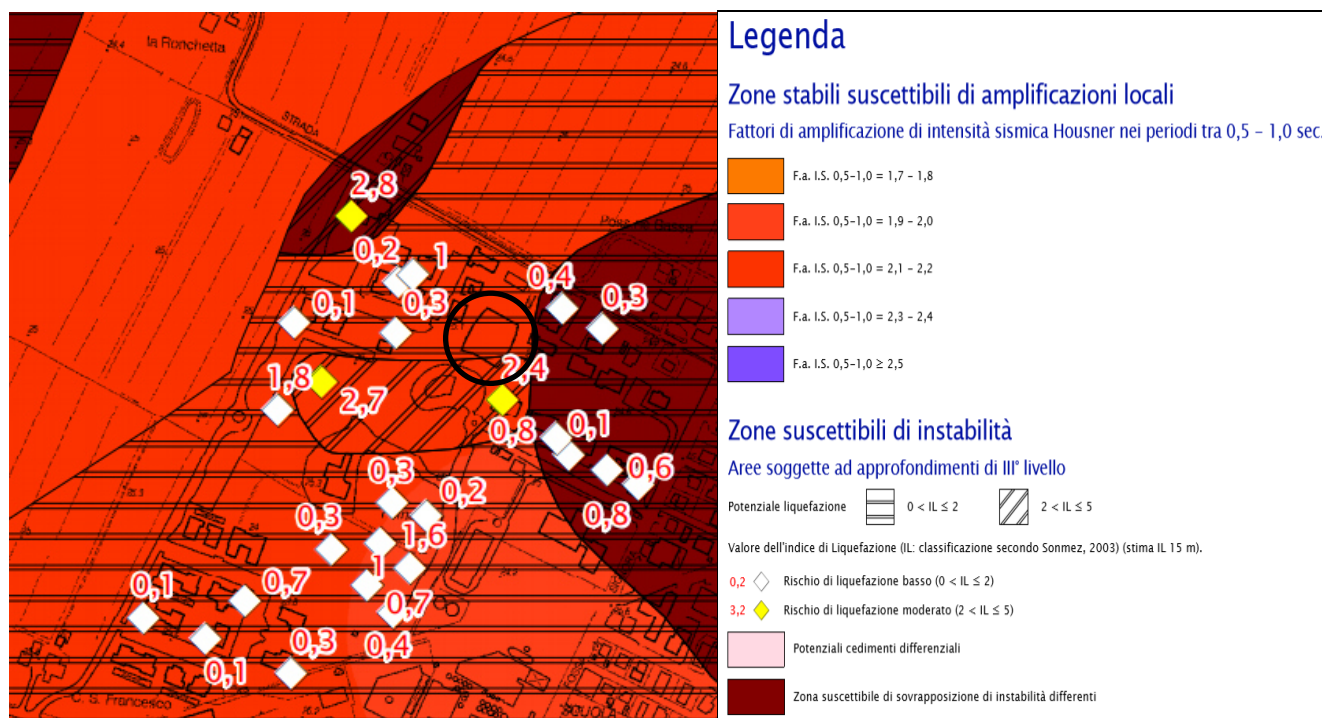 la Ronchetta
STRADA
2,8
0,2
1
0,4
0,3
0,1
0,3
2,4
1,8
2,7
0,8
0,1
0,6
0,8
0,3
0,2
0,3
1,6
1
0,7
0,1
0,7
0,4
0,3
0,1
C. S. Francesco
Legenda
Zone stabili suscettibili di amplificazioni locali
Fattori di amplificazione di intensità sismica Housner nei periodi tra 0,5 – 1,0 sec.
F.a. I.S. 0,5-1,0 = 1,7 - 1,8
F.a. I.S. 0,5-1,0 = 1,9 - 2,0
F.a. I.S. 0,5-1,0 = 2,1 - 2,2
F.a. I.S. 0,5-1,0 = 2,3 - 2,4
F.a. I.S. 0,5-1,0 ≥ 2,5
Zone suscettibili di instabilità
Aree soggette ad approfondimenti di III° livello
Potenziale liquefazione 0 < IL ≤ 2 2 < IL ≤ 5
Valore dell'indice di Liquefazione (IL: classificazione secondo Sonmez, 2003) (stima IL 15 m).
0,2 Rischio di liquefazione basso (0 < IL ≤ 2)
3,2 Rischio di liquefazione moderato (2 < IL ≤ 5)
Potenziali cedimenti differenziali
Zona suscettibile di sovrapposizione di instabilità differenti